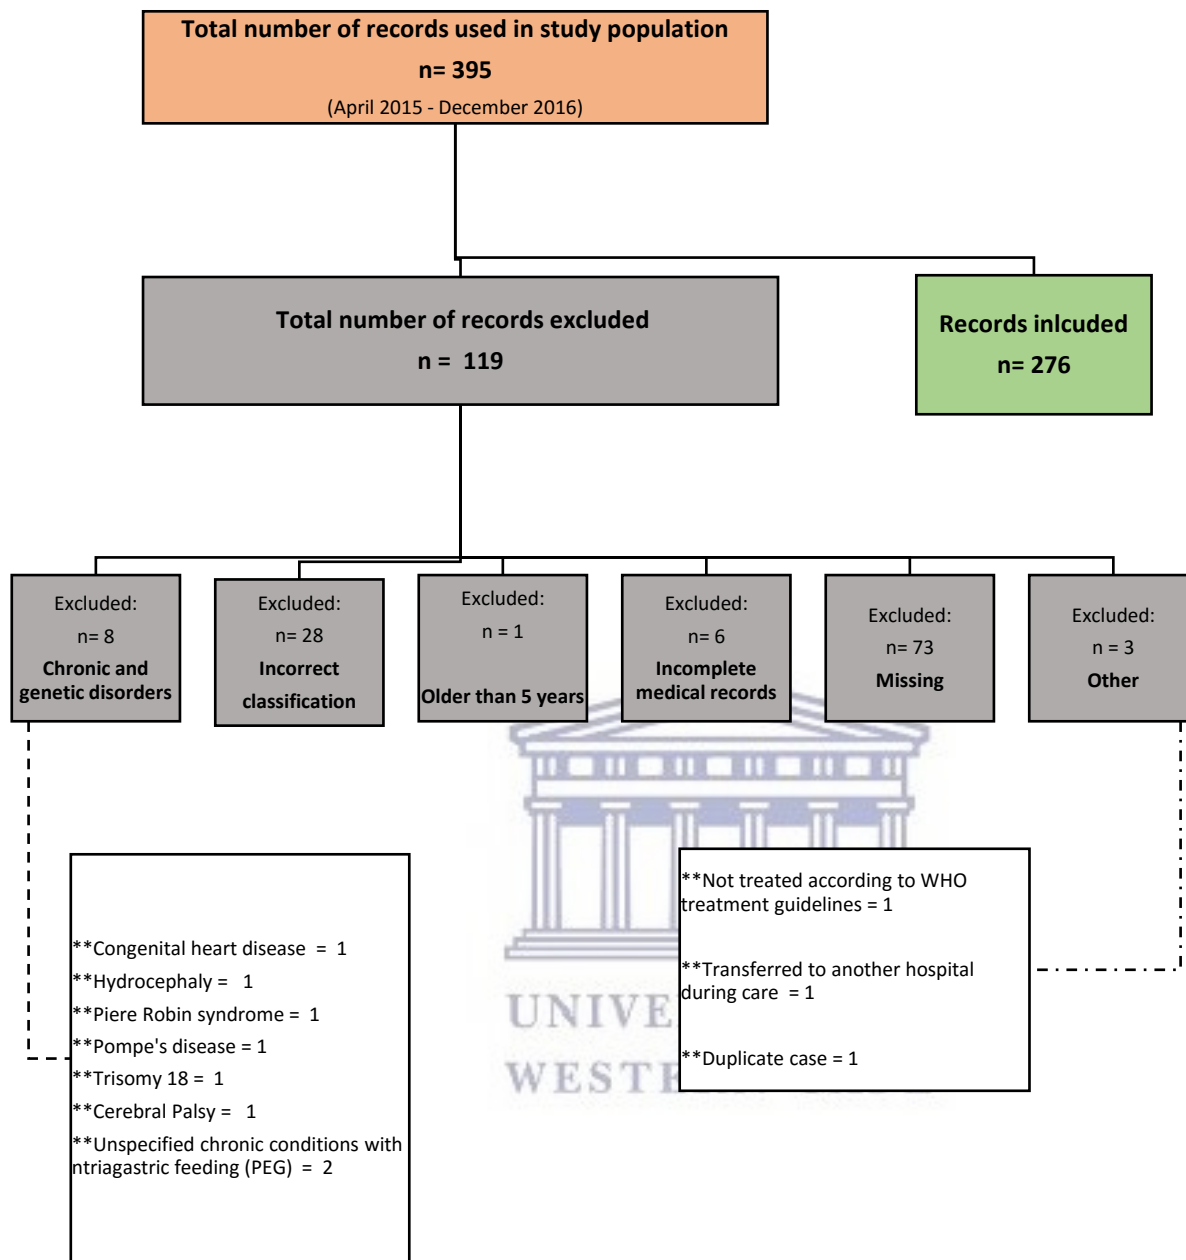 Total number of records used in study population
n= 395
(April 2015 - December 2016)
Total number of records excluded
n = 119
Records inlcuded
n= 276
Excluded:
n= 8
Chronic and
genetic disorders
Excluded:
n= 28
Incorrect
classification
Excluded:
n = 1
Older than 5 years
Excluded:
n= 6
Incomplete
medical records
Excluded:
n= 73
Missing
Excluded:
n = 3
Other
**Congenital heart disease = 1
**Hydrocephaly = 1
**Piere Robin syndrome = 1
**Pompe's disease = 1
**Trisomy 18 = 1
**Cerebral Palsy = 1
**Unspecified chronic conditions with
ntriagastric feeding (PEG) = 2
**Not treated according to WHO
treatment guidelines = 1
**Transferred to another hospital
during care = 1
**Duplicate case = 1
UNIVE
WESTE